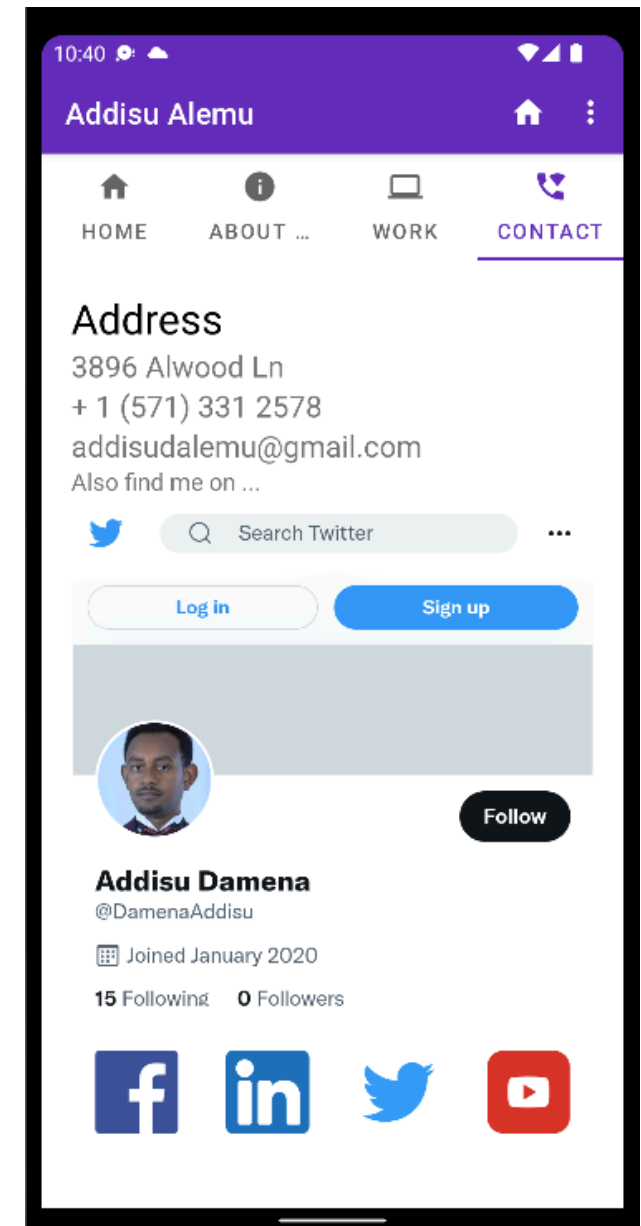 10:40
Addisu Alemu
HOME ABOUT ... WORK CONTACT
Address
3896 Alwood Ln
+ 1 (571) 331 2578
addisudalemu@gmail.com
Also find me on ...
Search Twitter
Log in Sign up
Follow
Addisu Damena
@DamenaAddisu
Joined January 2020
15 Following 0 Followers
f in